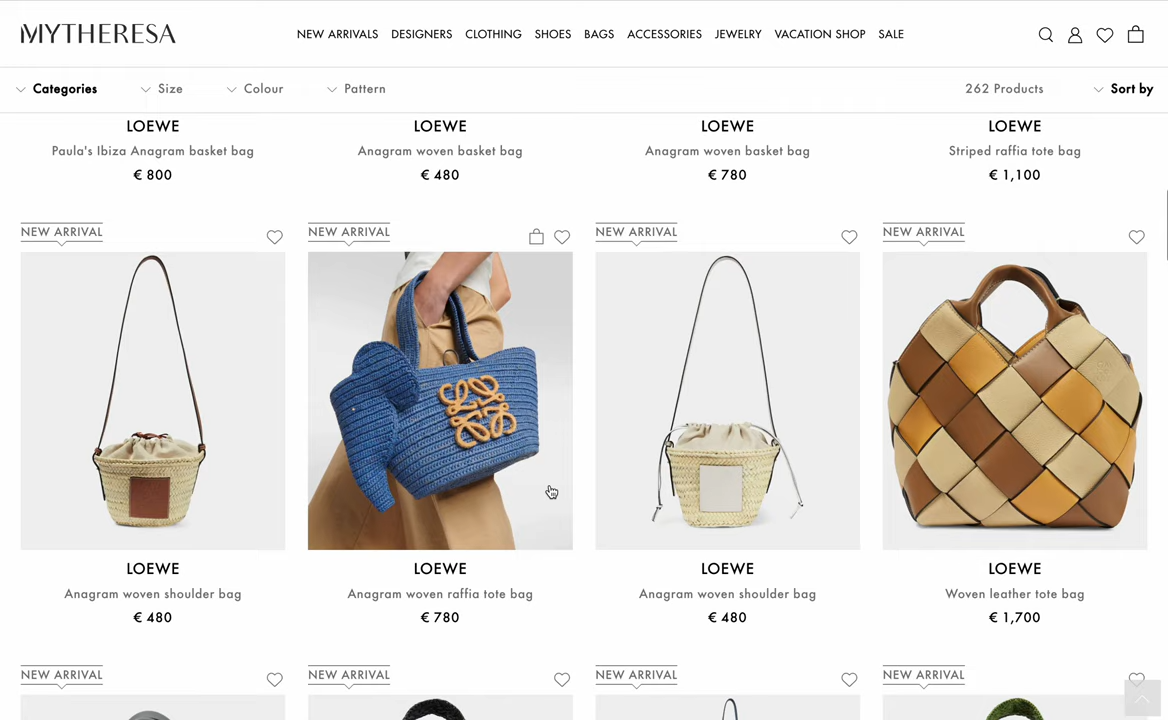 MYTHERESA
NEW ARRIVALS DESIGNERS CLOTHING SHOES BAGS ACCESSORIES JEWELRY VACATION SHOP SALE
Categories Size Colour Pattern 262 Products Sort by
LOEWE LOEWE LOEWE LOEWE
Paula's Ibiza Anagram basket bag Anagram woven basket bag Anagram woven basket bag Striped raffia tote bag
€ 800 € 480 € 780 € 1,100
NEW ARRIVAL NEW ARRIVAL NEW ARRIVAL NEW ARRIVAL
LOEWE LOEWE LOEWE LOEWE
Anagram woven shoulder bag Anagram woven raffia tote bag Anagram woven shoulder bag Woven leather tote bag
€ 480 € 780 € 480 € 1,700
NEW ARRIVAL NEW ARRIVAL NEW ARRIVAL NEW ARRIVAL